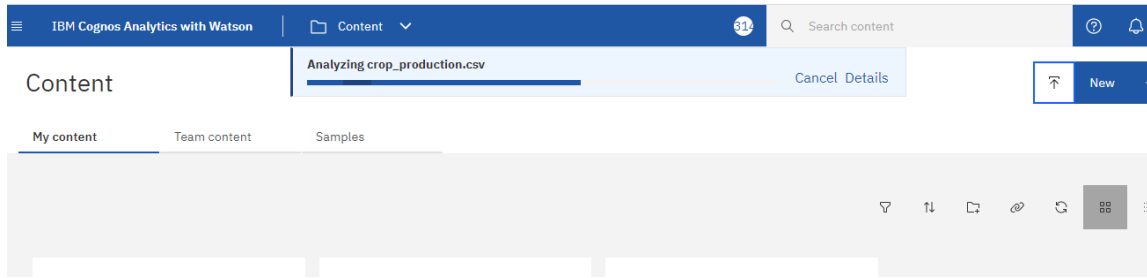 IBM Cognos Analytics with Watson
Content
314
Search content
Analyzing crop_production.csv
Cancel Details
Content
New
My content
Team content
Samples